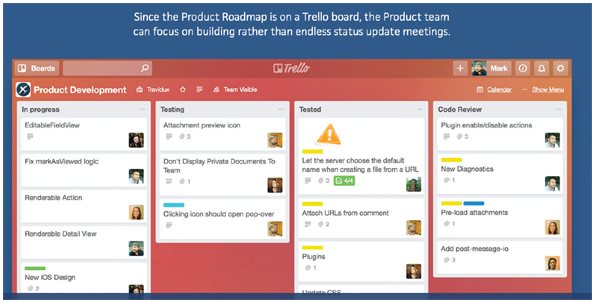 Since the Product Roadmap is on a Trello board, the Product team
can focus on building rather than endless status update meetings.
Boards
Trello
Mark
Product Development
Travidux
Team Visible
Calendar
Show Menu
In progress
EditableFieldView
Fix markAsViewed logic
Renderable Action
Renderable Detail View
New iOS Design
2
Testing
Attachment preview icon
3
Don't Display Private Documents To
Team
1
Clicking icon should open pop-over
2
Tested
Let the server choose the default
name when creating a file from a URL
3
4/4
Attach URLs from comment
2
Plugins
1
Update CSS
Code Review
Plugin enable/disable actions
3
New Diagnostics
1
Pre-load attachments
1
Add post-message-io
3